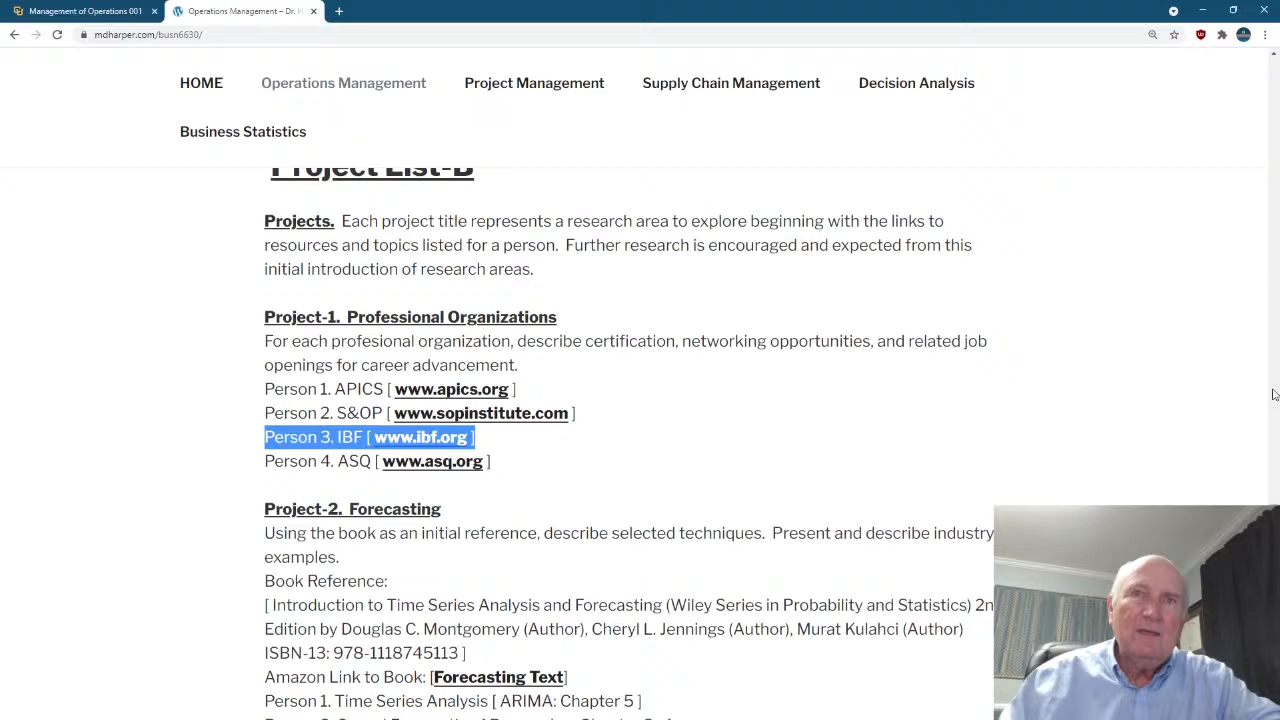 Management of Operations 001
Operations Management – Dr. H
mdharper.com/busn6630/
HOME
Operations Management
Project Management
Supply Chain Management
Decision Analysis
Business Statistics
Project List-B
Projects. Each project title represents a research area to explore beginning with the links to
resources and topics listed for a person. Further research is encouraged and expected from this
initial introduction of research areas.
Project-1. Professional Organizations
For each profesional organization, describe certification, networking opportunities, and related job
openings for career advancement.
Person 1. APICS [ www.apics.org ]
Person 2. S&OP [ www.sopinstitute.com ]
Person 3. IBF [ www.ibf.org ]
Person 4. ASQ [ www.asq.org ]
Project-2. Forecasting
Using the book as an initial reference, describe selected techniques. Present and describe industry
examples.
Book Reference:
[ Introduction to Time Series Analysis and Forecasting (Wiley Series in Probability and Statistics) 2n
Edition by Douglas C. Montgomery (Author), Cheryl L. Jennings (Author), Murat Kulahci (Author)
ISBN-13: 978-1118745113 ]
Amazon Link to Book: [Forecasting Text]
Person 1. Time Series Analysis [ ARIMA: Chapter 5 ]